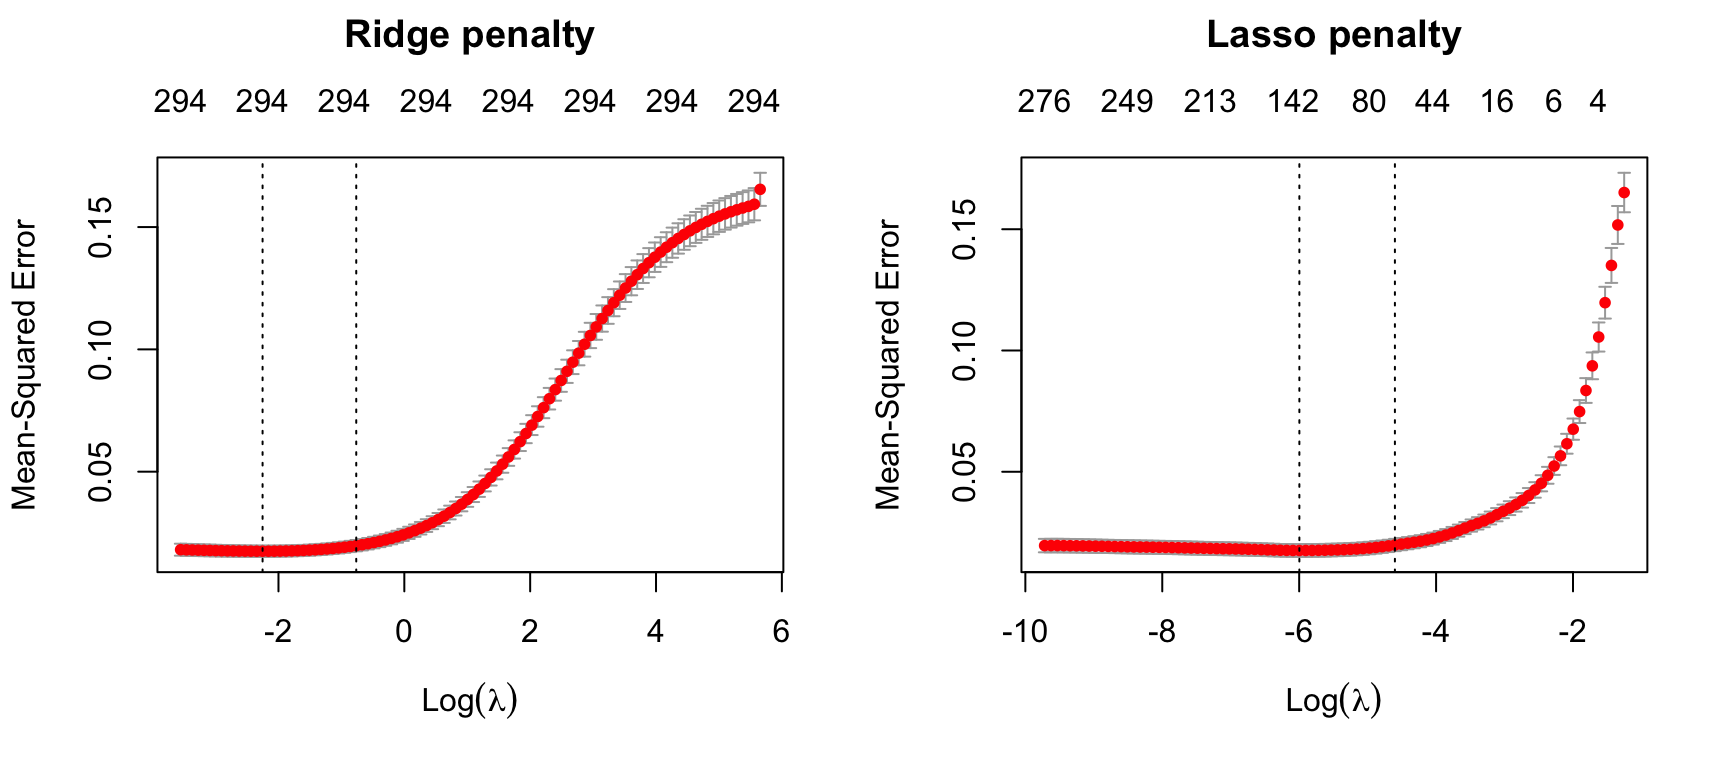 Ridge penalty
294 294 294 294 294 294 294 294
Mean-Squared Error
0.15
0.10
0.05
-2 0 2 4 6
Log(λ)
Lasso penalty
276 249 213 142 80 44 16 6 4
Mean-Squared Error
0.15
0.10
0.05
-10 -8 -6 -4 -2
Log(λ)